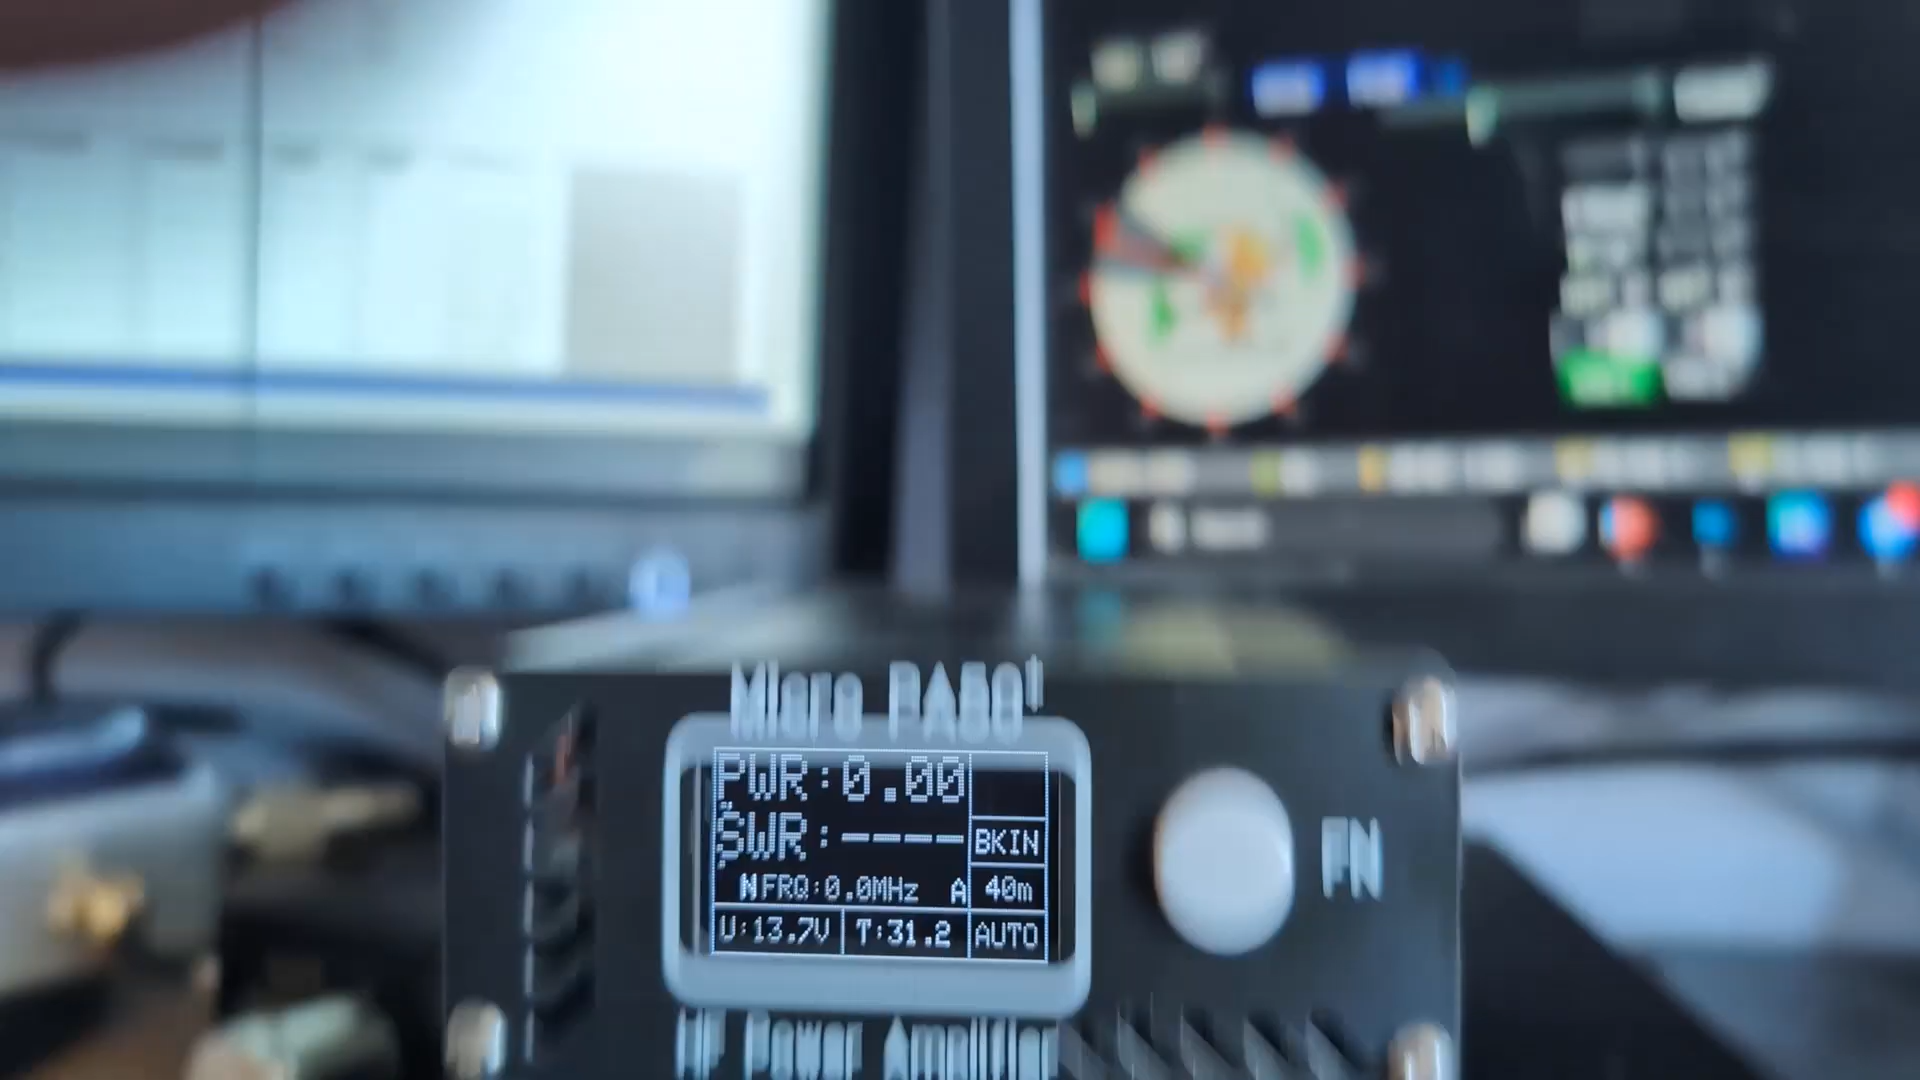 Micro PA50+
PWR:0.00
SWR:---- BKIN
NFRQ:0.0MHz A 40m
U:13.7V T:31.2 AUTO
FN
HF Power Amplifier